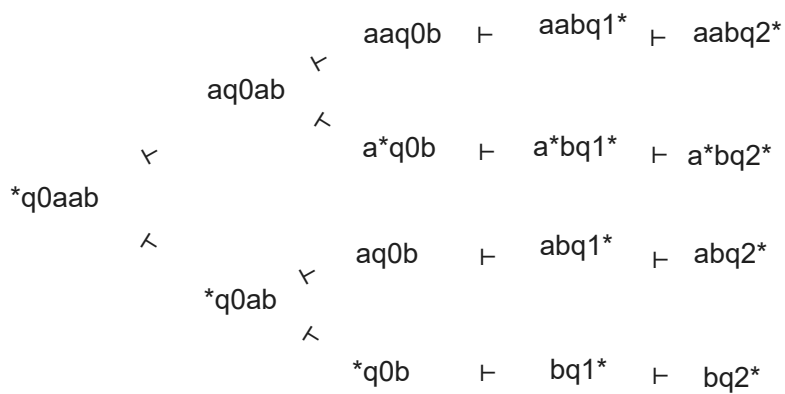 aaq0b ⊢ aabq1* ⊢ aabq2*
aq0ab ⊢
⊢
a*q0b ⊢ a*bq1* ⊢ a*bq2*
⊢
*q0aab
⊢
aq0b ⊢ abq1* ⊢ abq2*
*q0ab ⊢
⊢
*q0b ⊢ bq1* ⊢ bq2*